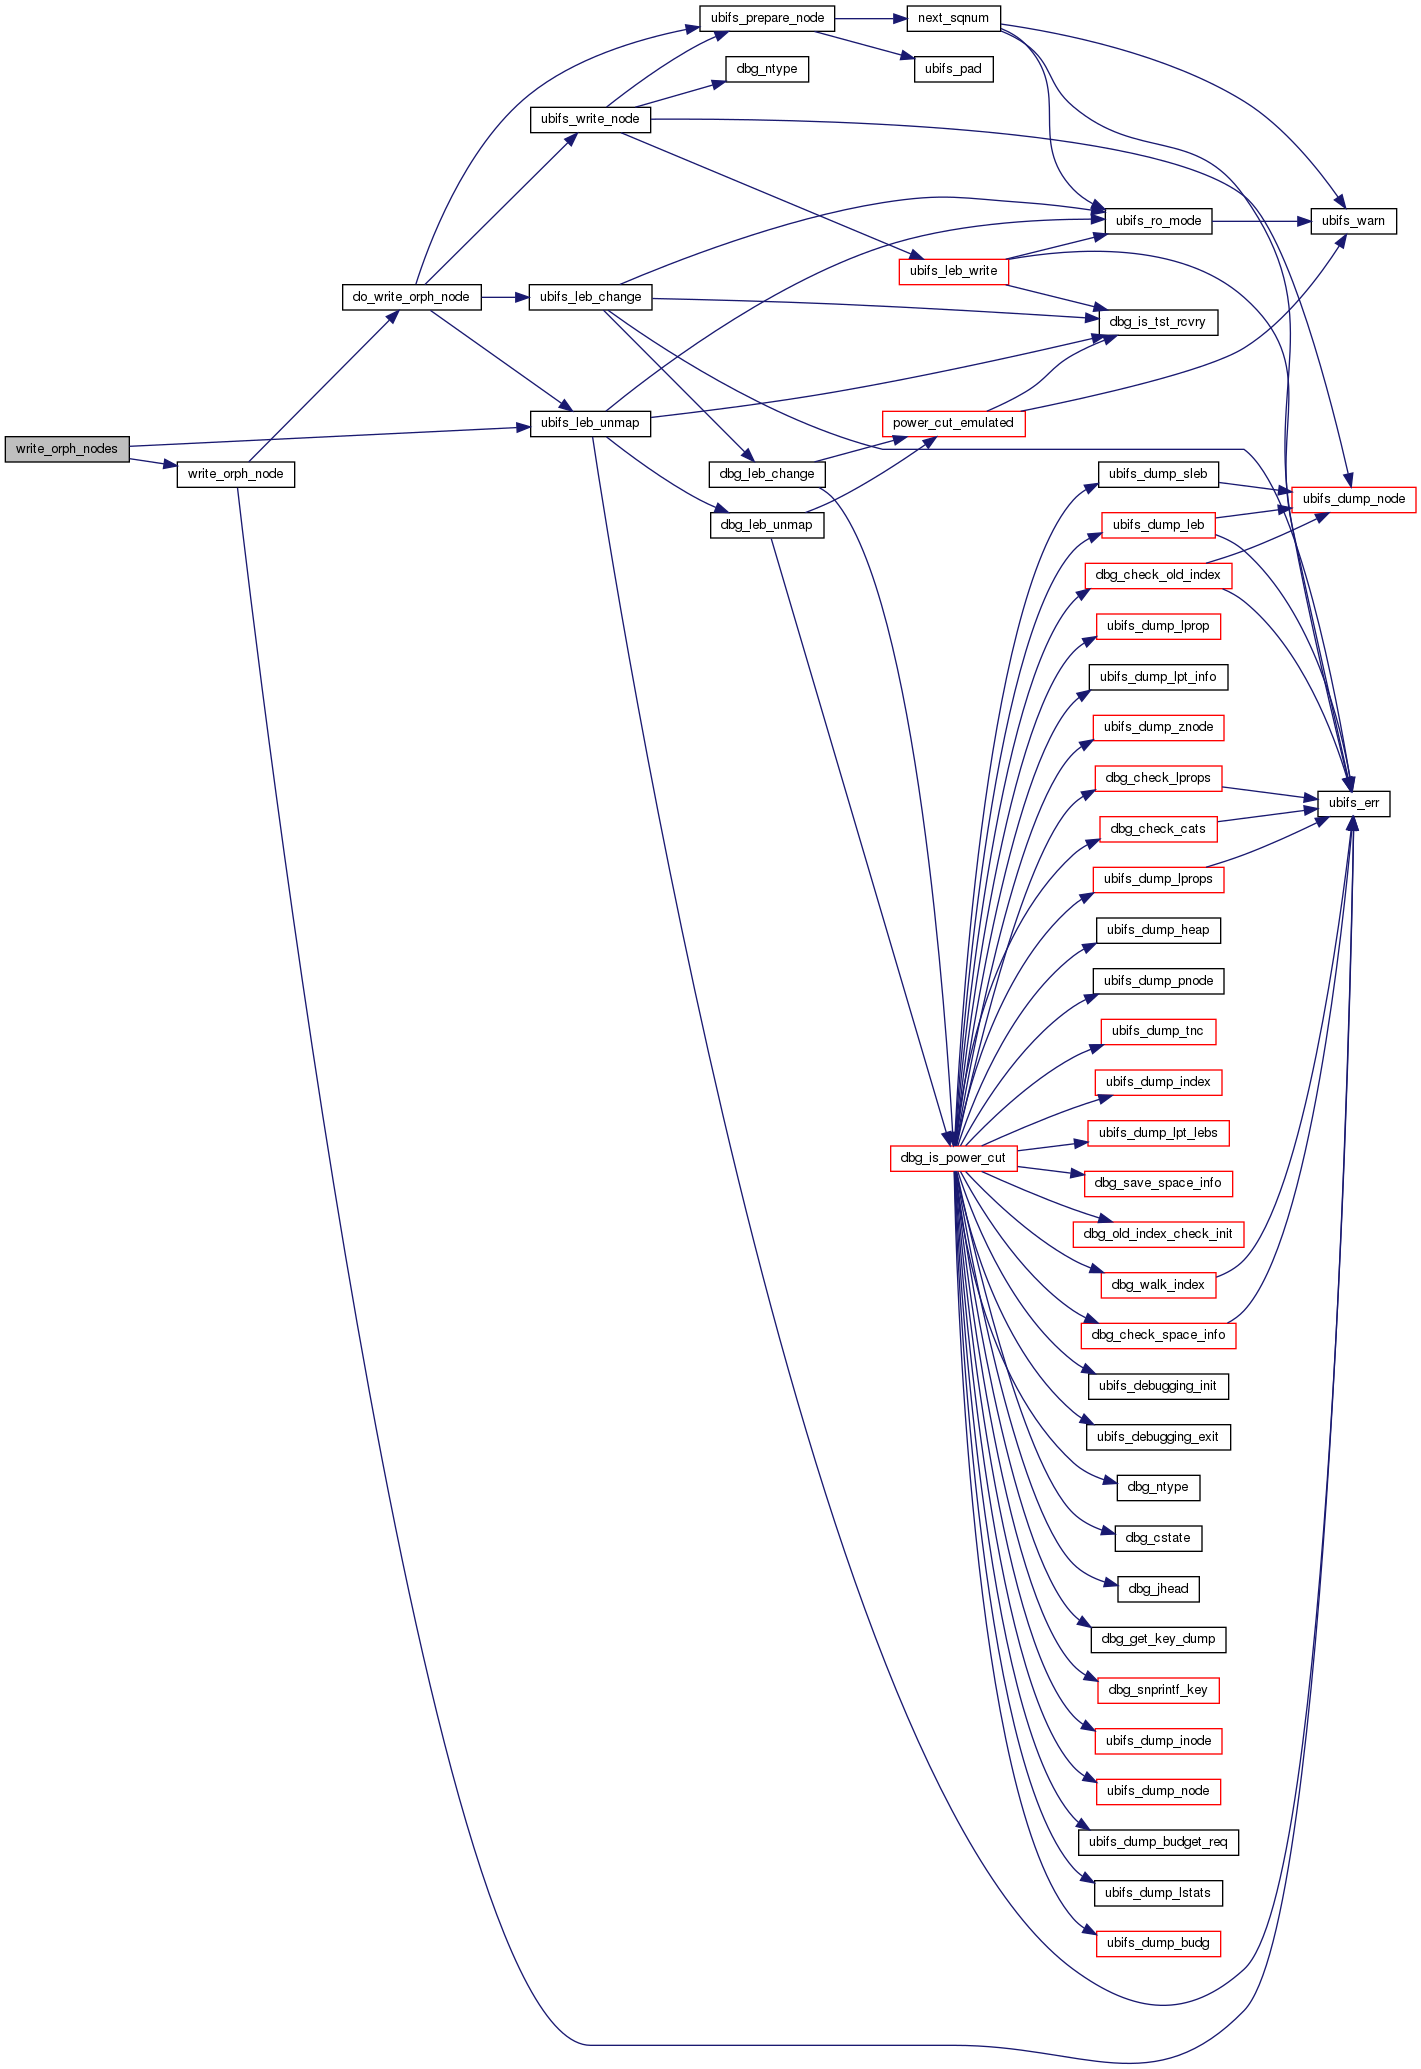 ubifs_prepare_node
next_sqnum
dbg_ntype
ubifs_pad
ubifs_write_node
ubifs_ro_mode
ubifs_warn
ubifs_leb_write
do_write_orph_node
ubifs_leb_change
dbg_is_tst_rcvry
ubifs_leb_unmap
power_cut_emulated
write_orph_nodes
write_orph_node
dbg_leb_change
ubifs_dump_sleb
ubifs_dump_node
dbg_leb_unmap
ubifs_dump_leb
dbg_check_old_index
ubifs_dump_lprop
ubifs_dump_lpt_info
ubifs_dump_znode
dbg_check_lprops
ubifs_err
dbg_check_cats
ubifs_dump_lprops
ubifs_dump_heap
ubifs_dump_pnode
ubifs_dump_tnc
ubifs_dump_index
ubifs_dump_lpt_lebs
dbg_is_power_cut
dbg_save_space_info
dbg_old_index_check_init
dbg_walk_index
dbg_check_space_info
ubifs_debugging_init
ubifs_debugging_exit
dbg_ntype
dbg_cstate
dbg_jhead
dbg_get_key_dump
dbg_snprintf_key
ubifs_dump_inode
ubifs_dump_node
ubifs_dump_budget_req
ubifs_dump_lstats
ubifs_dump_budg